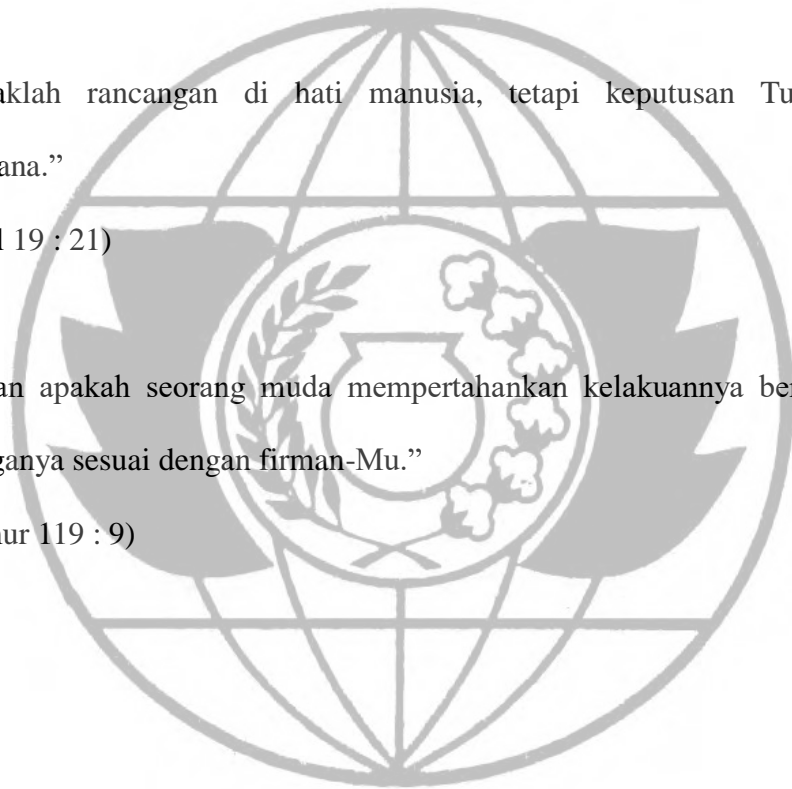 aklah rancangan di hati manusia, tetapi keputusan Tu
ana.”
l 19 : 21)
an apakah seorang muda mempertahankan kelakuannya ber
ganya sesuai dengan firman-Mu.”
ur 119 : 9)